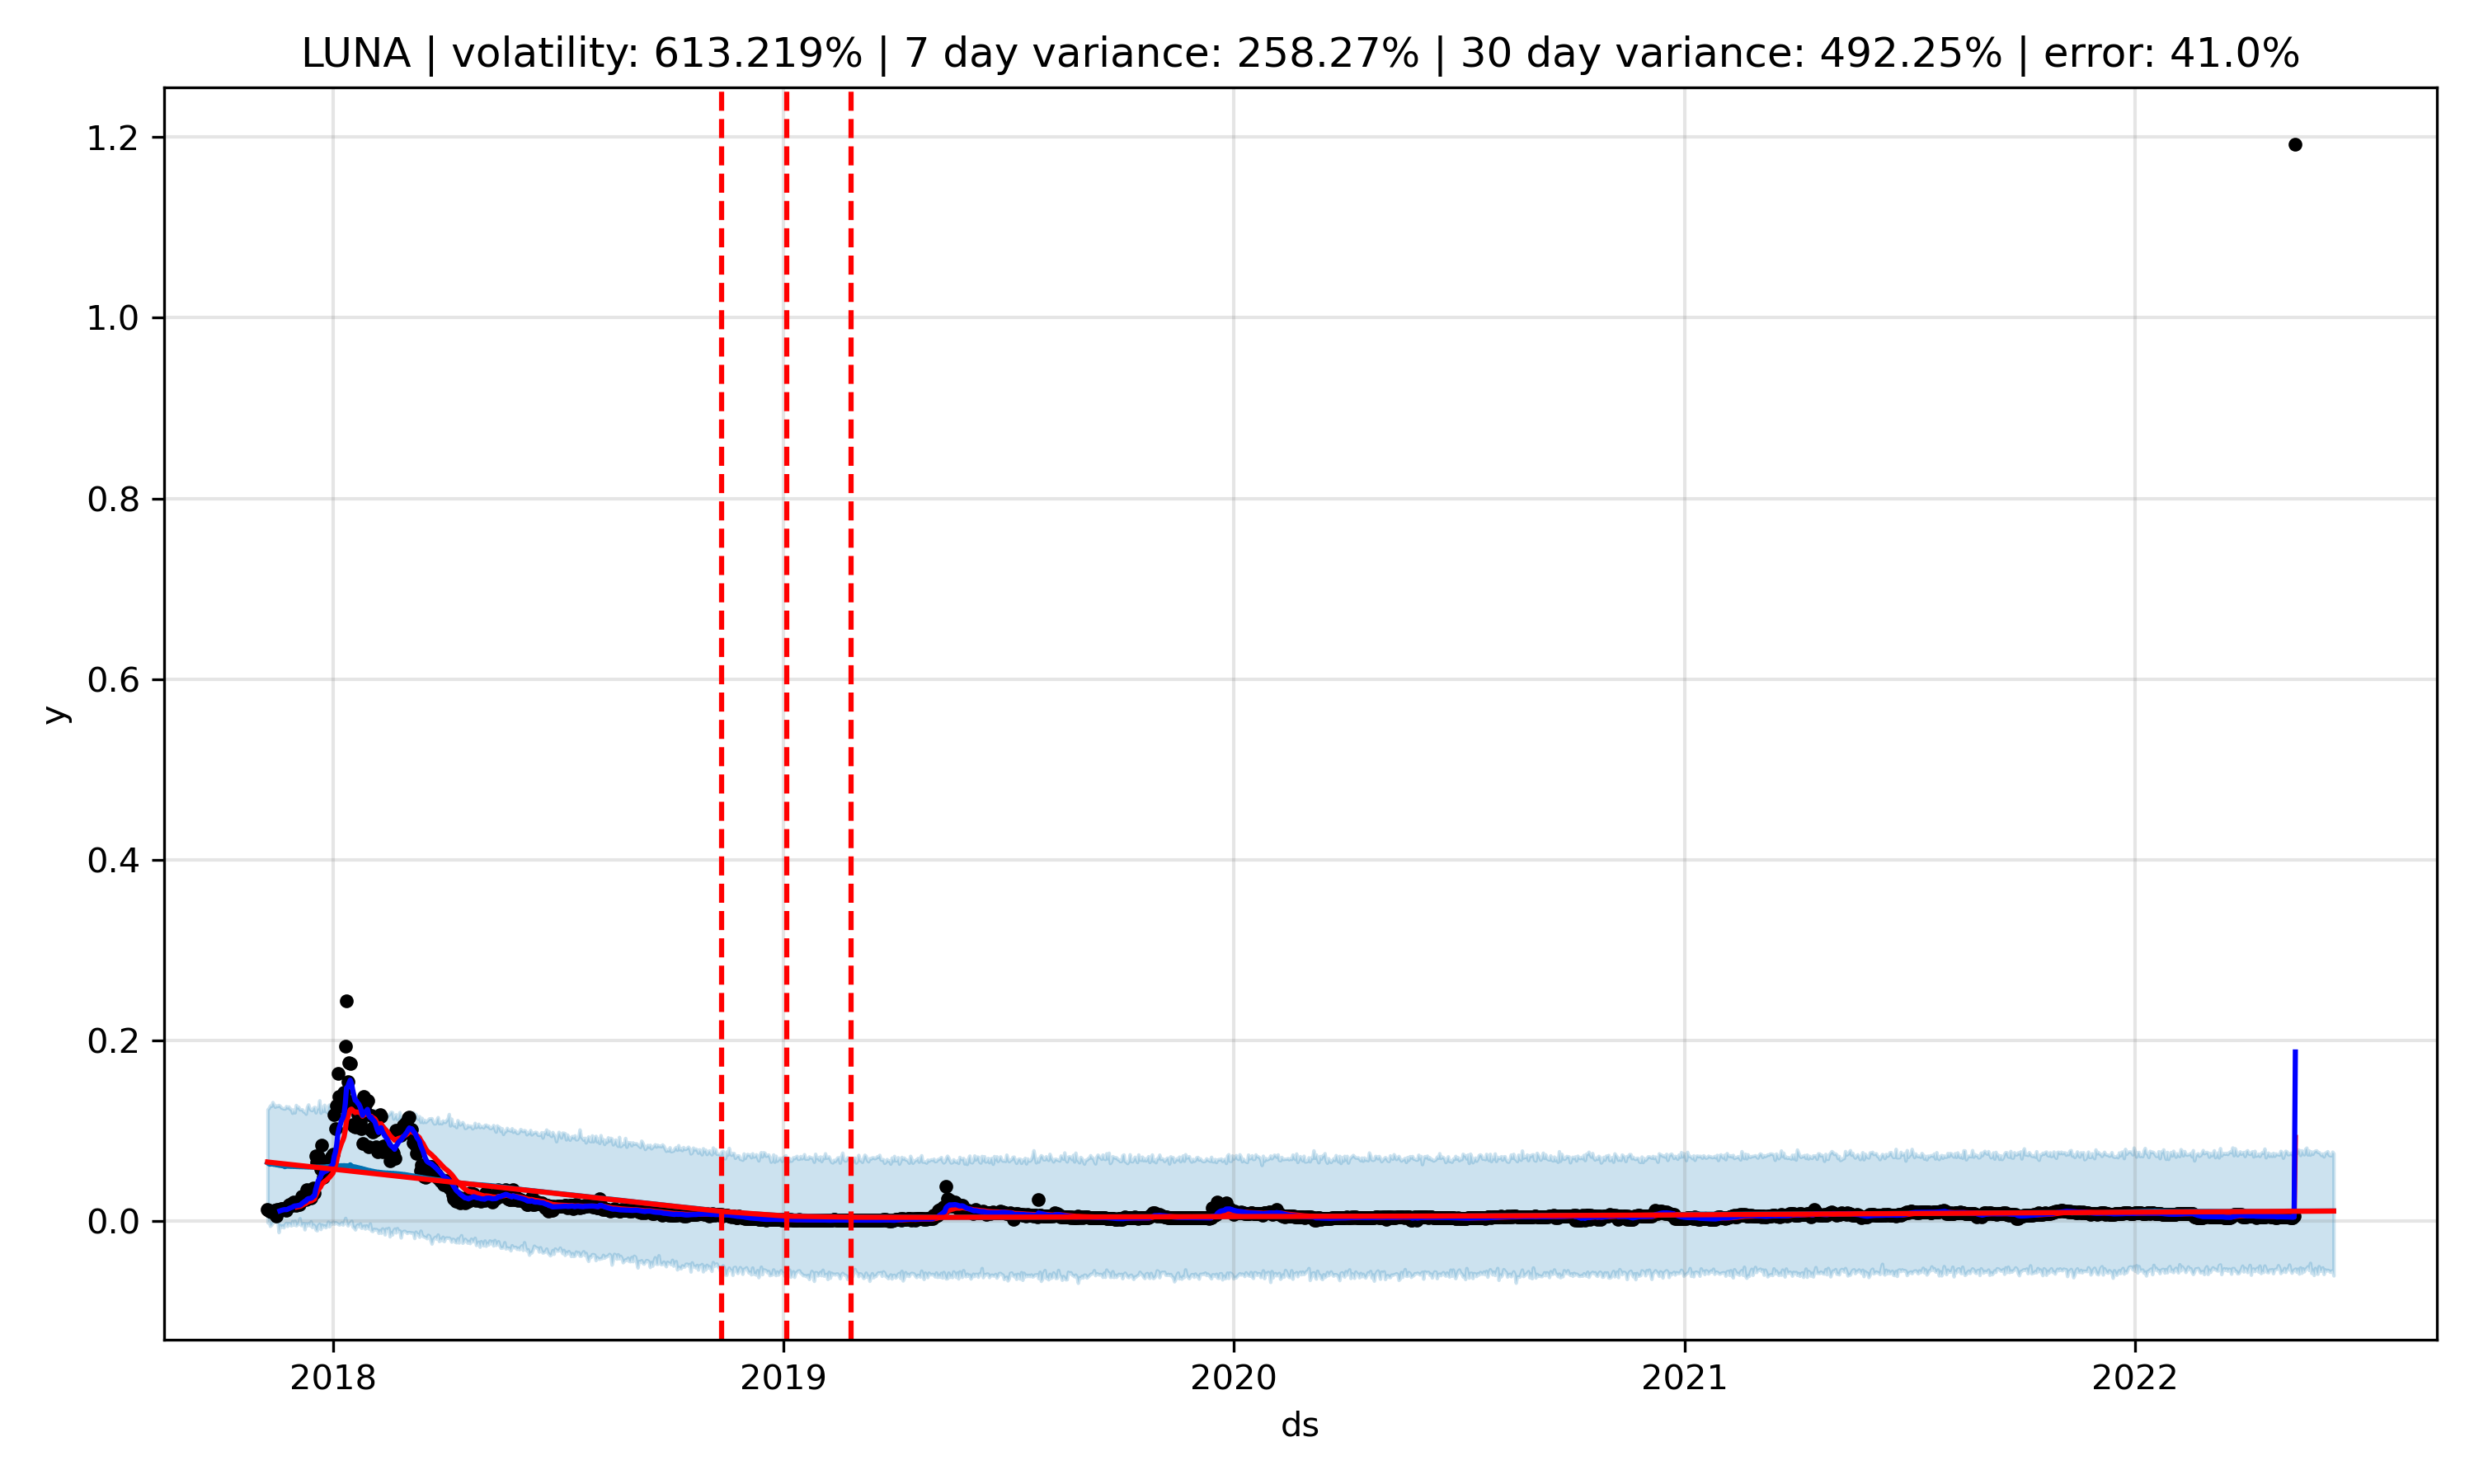 LUNA | volatility: 613.219% | 7 day variance: 258.27% | 30 day variance: 492.25% | error: 41.0%
1.2
1.0
0.8
0.6
0.4
0.2
0.0
y
2018 2019 2020 2021 2022
ds